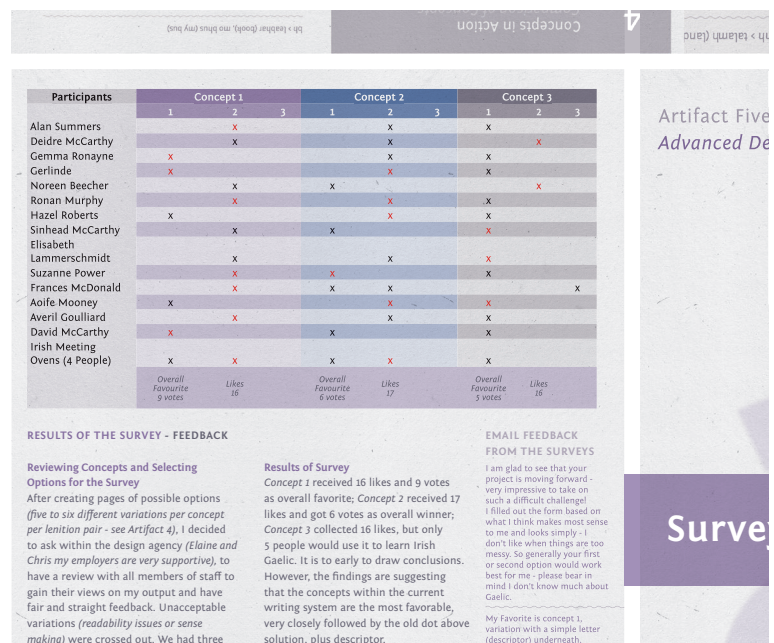 bh › leabhar (book), mo bhus (my bus)
Concepts in Action
4
Participants Concept 1 Concept 2 Concept 3
1 2 3 1 2 3 1 2 3
Alan Summers x x x
Deidre McCarthy x x x
Gemma Ronayne x x x
Gerlinde x x x
Noreen Beecher x x x
Ronan Murphy x x x
Hazel Roberts x x x
Sinhead McCarthy x x x
Elisabeth
Lammerschmidt x x x
Suzanne Power x x x
Frances McDonald x x x x
Aoife Mooney x x x
Averil Goulliard x x x
David McCarthy x x x
Irish Meeting
Ovens (4 People) x x x x x
Overall
Favourite
9 votes
Likes
16
Overall
Favourite
6 votes
Likes
17
Overall
Favourite
5 votes
Likes
16
RESULTS OF THE SURVEY - FEEDBACK
Reviewing Concepts and Selecting
Options for the Survey
After creating pages of possible options
(five to six different variations per concept
per lenition pair - see Artifact 4), I decided
to ask within the design agency (Elaine and
Chris my employers are very supportive), to
have a review with all members of staff to
gain their views on my output and have
fair and straight feedback. Unacceptable
variations (readability issues or sense
making) were crossed out. We had three
Results of Survey
Concept 1 received 16 likes and 9 votes
as overall favorite; Concept 2 received 17
likes and got 6 votes as overall winner;
Concept 3 collected 16 likes, but only
5 people would use it to learn Irish
Gaelic. It is to early to draw conclusions.
However, the findings are suggesting
that the concepts within the current
writing system are the most favorable,
very closely followed by the old dot above
solution, plus descriptor.
EMAIL FEEDBACK
FROM THE SURVEYS
I am glad to see that your
project is moving forward -
very impressive to take on
such a difficult challenge!
I filled out the form based on
what I think makes most sense
to me and looks simply - I
don't like when things are too
messy. So generally your first
or second option would work
best for me - please bear in
mind I don't know much about
Gaelic.
My Favorite is concept 1,
variation with a simple letter
(descriptor) underneath.
Artifact Five
Advanced De
Survey